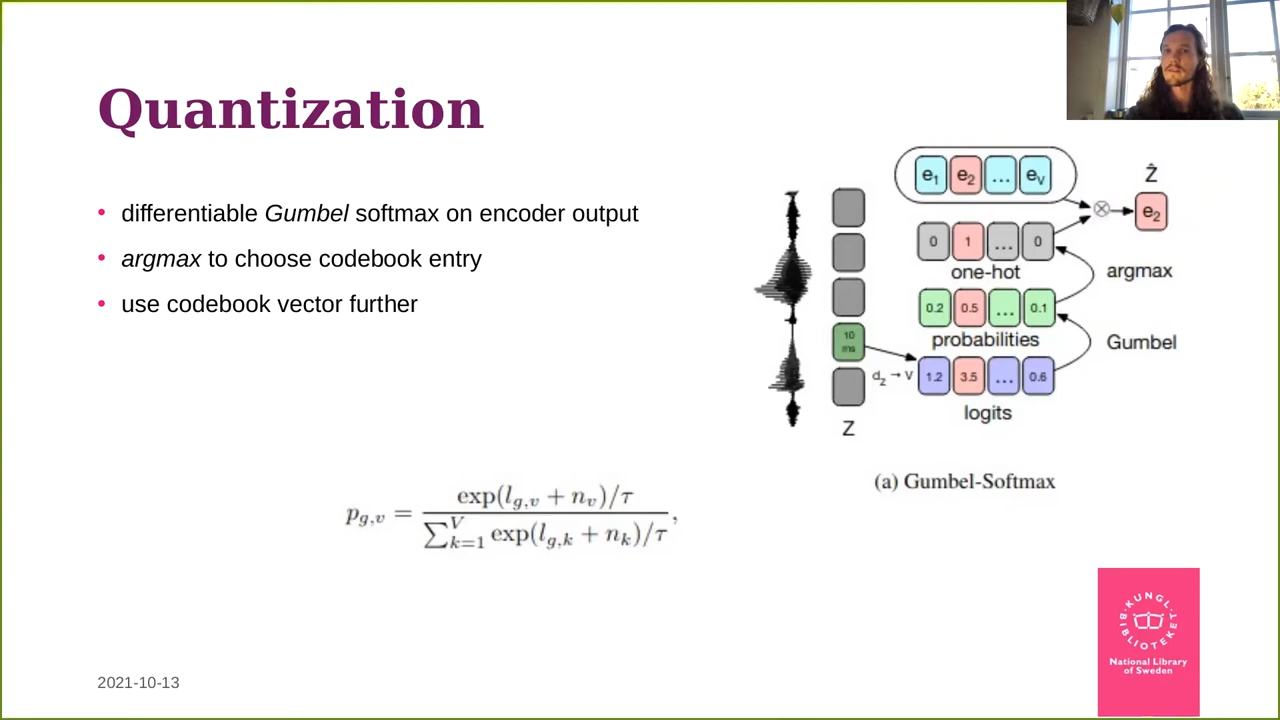 Quantization
• differentiable Gumbel softmax on encoder output
• argmax to choose codebook entry
• use codebook vector further
e1 e2 ... ev
Ẑ
e2
0 1 ... 0
one-hot
argmax
0.2 0.5 ... 0.1
probabilities
Gumbel
10
ms
dz → V
1.2 3.5 ... 0.6
logits
Z
(a) Gumbel-Softmax
p_{g,v} = exp(l_{g,v} + n_v)/τ
∑_{k=1}^{V} exp(l_{g,k} + n_k)/τ ,
KUNGL.
BIBLIOTEKET
National Library
of Sweden
2021-10-13